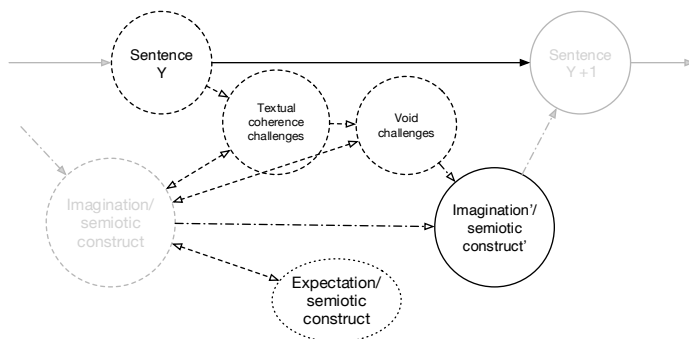 Sentence
Y
Sentence
Y +1
Textual
coherence
challenges
Void
challenges
Imagination/
semiotic
construct
Imagination'/
semiotic
construct'
Expectation/
semiotic
construct